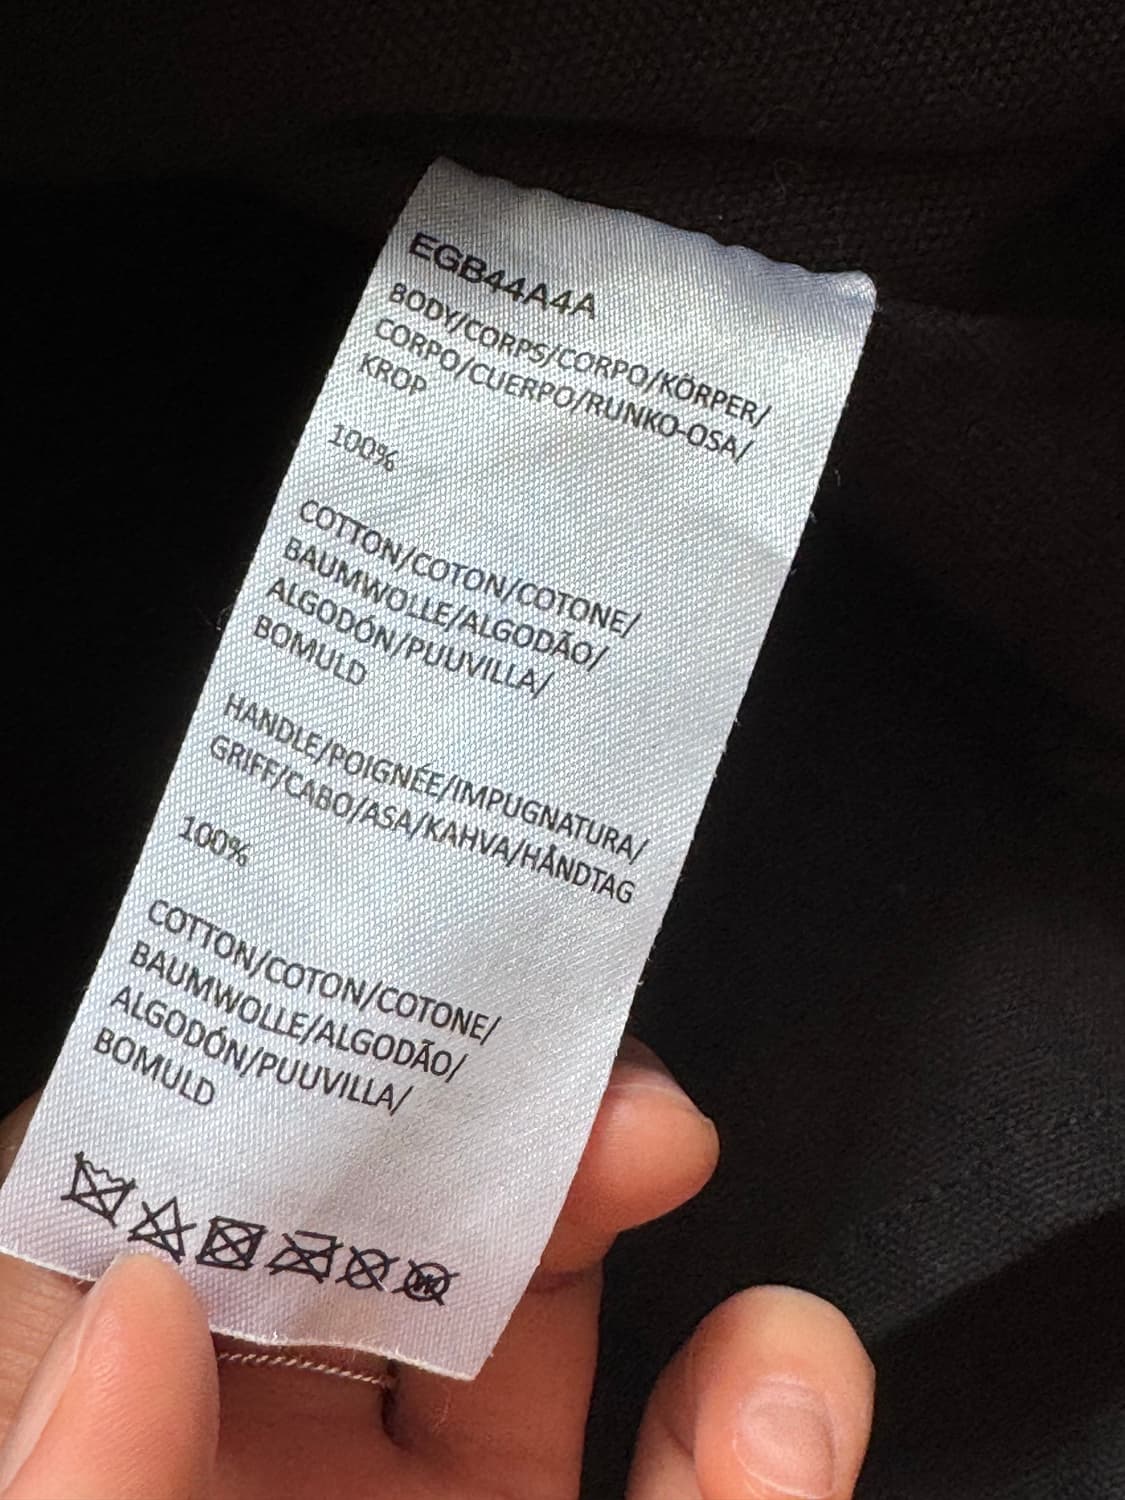 EGB44A4A
BODY/CORPS/CORPO/KÖRPER/
CORPO/CUERPO/RUNKO-OSA/
KROP
100%
COTTON/COTON/COTONE/
BAUMWOLLE/ALGODÃO/
ALGODÓN/PUUVILLA/
BOMULD
HANDLE/POIGNÉE/IMPUGNATURA/
GRIFF/CABO/ASA/KAHVA/HÅNDTAG
100%
COTTON/COTON/COTONE/
BAUMWOLLE/ALGODÃO/
ALGODÓN/PUUVILLA/
BOMULD